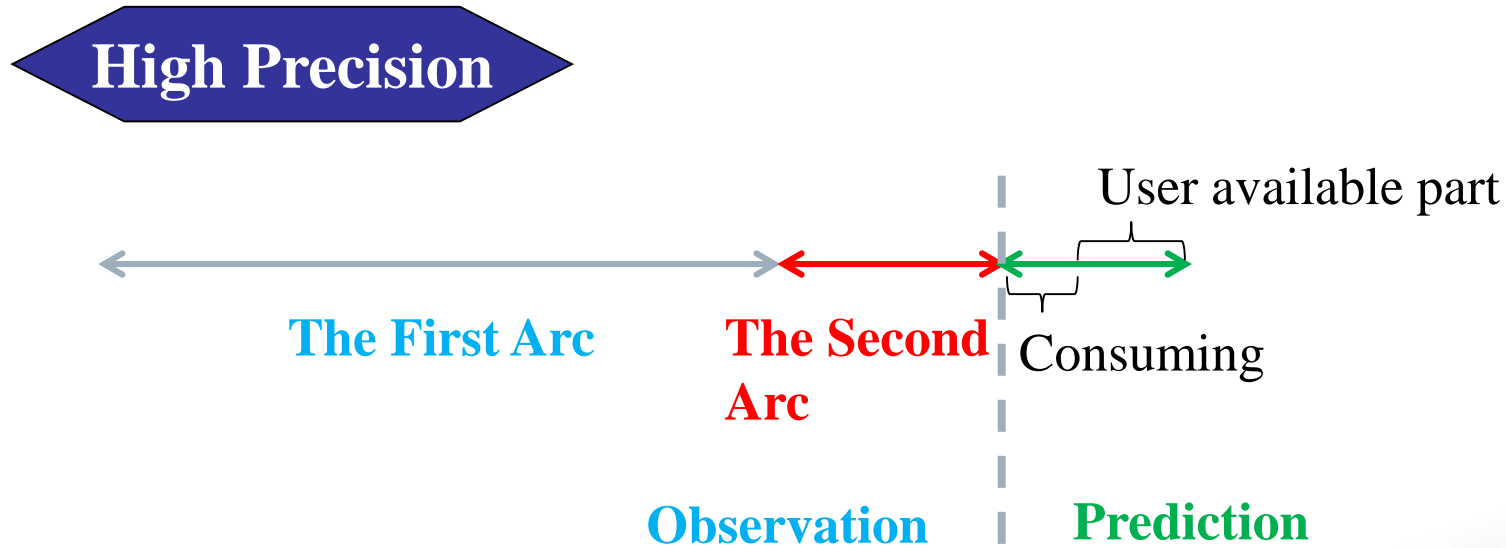 High Precision
User available part
The First Arc
The Second
Arc
Consuming
Observation
Prediction